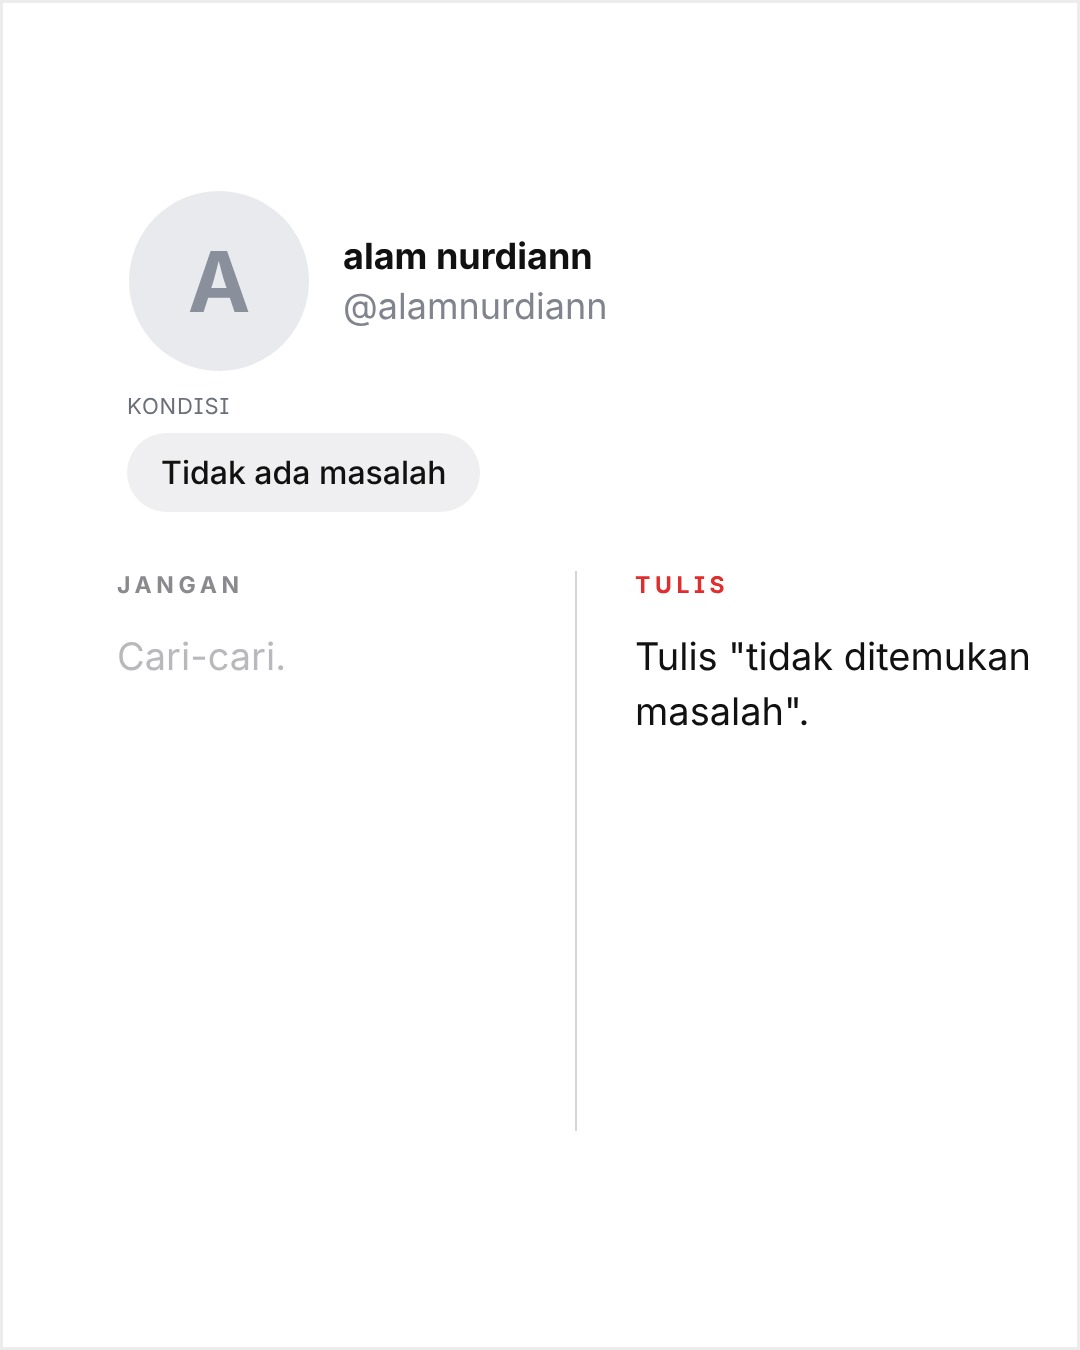 A
alam nurdiann
@alamnurdiann
KONDISI
Tidak ada masalah
JANGAN
Cari-cari.
TULIS
Tulis "tidak ditemukan
masalah".